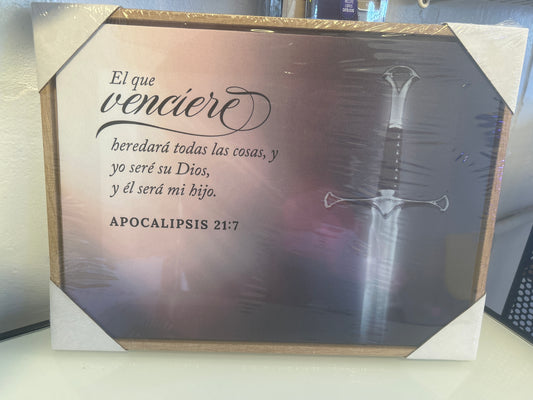 El que
venciere
heredará todas las cosas, y
yo seré su Dios,
y él será mi hijo.
APOCALIPSIS 21:7